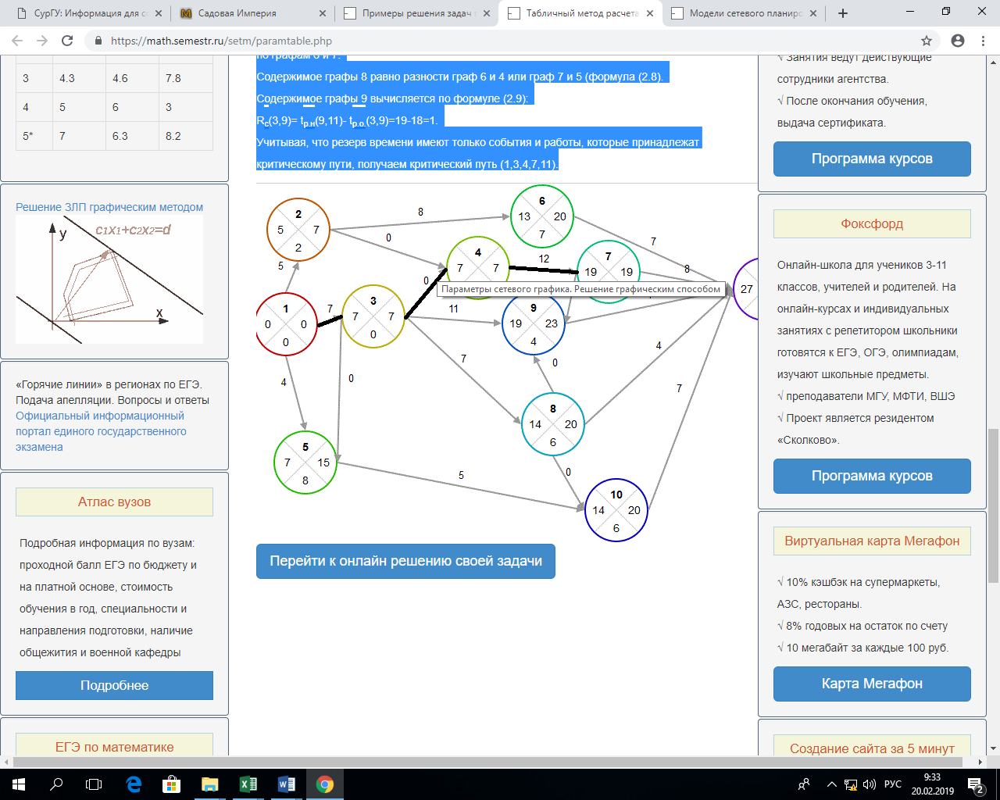 СурГУ: Информация для с
Садовая Империя
Примеры решения задач
Табличный метод расчета
Модели сетевого планиро
https://math.semestr.ru/setm/paramtable.php
3 4.3 4.6 7.8
4 5 6 3
5* 7 6.3 8.2
Решение ЗЛП графическим методом
y
c1x1+c2x2=d
x
«Горячие линии» в регионах по ЕГЭ.
Подача апелляции. Вопросы и ответы
Официальный информационный
портал единого государственного
экзамена
Атлас вузов
Подробная информация по вузам:
проходной балл ЕГЭ по бюджету и
на платной основе, стоимость
обучения в год, специальности и
направления подготовки, наличие
общежития и военной кафедры
Подробнее
ЕГЭ по математике
по графам 6 и 7.
Содержимое графы 8 равно разности граф 6 и 4 или граф 7 и 5 (формула (2.8).
Содержимое графы 9 вычисляется по формуле (2.9):
Rc(3,9)= tр.н(9,11)- tр.о.(3,9)=19-18=1.
Учитывая, что резерв времени имеют только события и работы, которые принадлежат
критическому пути, получаем критический путь (1,3,4,7,11).
2
5 7
2
8
0
6
13 20
7
7
4
7 7
12
7
19 19
8
5
0
Параметры сетевого графика. Решение графическим способом
27
1
0 0
0
7
3
7 7
0
11
9
19 23
4
4
0
7
0
4
7
8
14 20
6
5
7 15
8
5
0
10
14 20
6
Перейти к онлайн решению своей задачи
√ Занятия ведут действующие
сотрудники агентства.
√ После окончания обучения,
выдача сертификата.
Программа курсов
Фоксфорд
Онлайн-школа для учеников 3-11
классов, учителей и родителей. На
онлайн-курсах и индивидуальных
занятиях с репетитором школьники
готовятся к ЕГЭ, ОГЭ, олимпиадам,
изучают школьные предметы.
√ преподаватели МГУ, МФТИ, ВШЭ
√ Проект является резидентом
«Сколково».
Программа курсов
Виртуальная карта Мегафон
√ 10% кэшбэк на супермаркеты,
АЗС, рестораны.
√ 8% годовых на остаток по счету
√ 10 мегабайт за каждые 100 руб.
Карта Мегафон
Создание сайта за 5 минут
РУС
9:33
20.02.2019
2